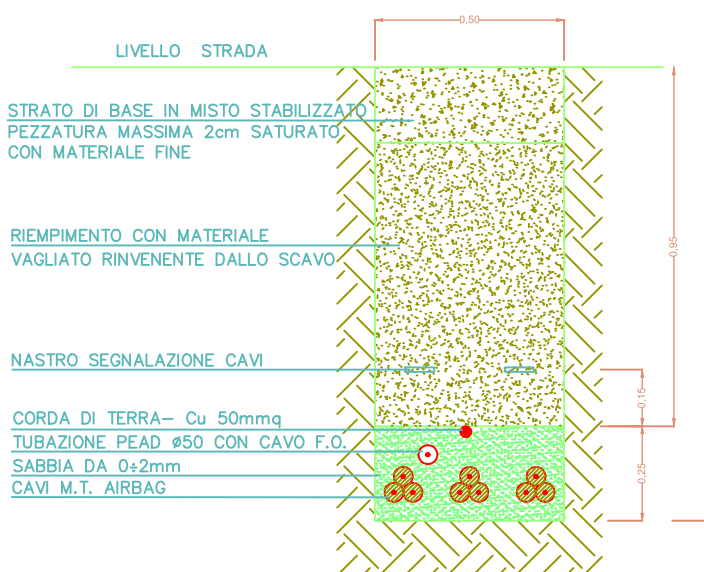 0,50
LIVELLO STRADA
STRATO DI BASE IN MISTO STABILIZZATO
PEZZATURA MASSIMA 2cm SATURATO
CON MATERIALE FINE
RIEMPIMENTO CON MATERIALE
VAGLIATO RINVENENTE DALLO SCAVO
0,95
NASTRO SEGNALAZIONE CAVI
0,15
CORDA DI TERRA– Cu 50mmq
TUBAZIONE PEAD ø50 CON CAVO F.O.
SABBIA DA 0÷2mm
CAVI M.T. AIRBAG
0,25